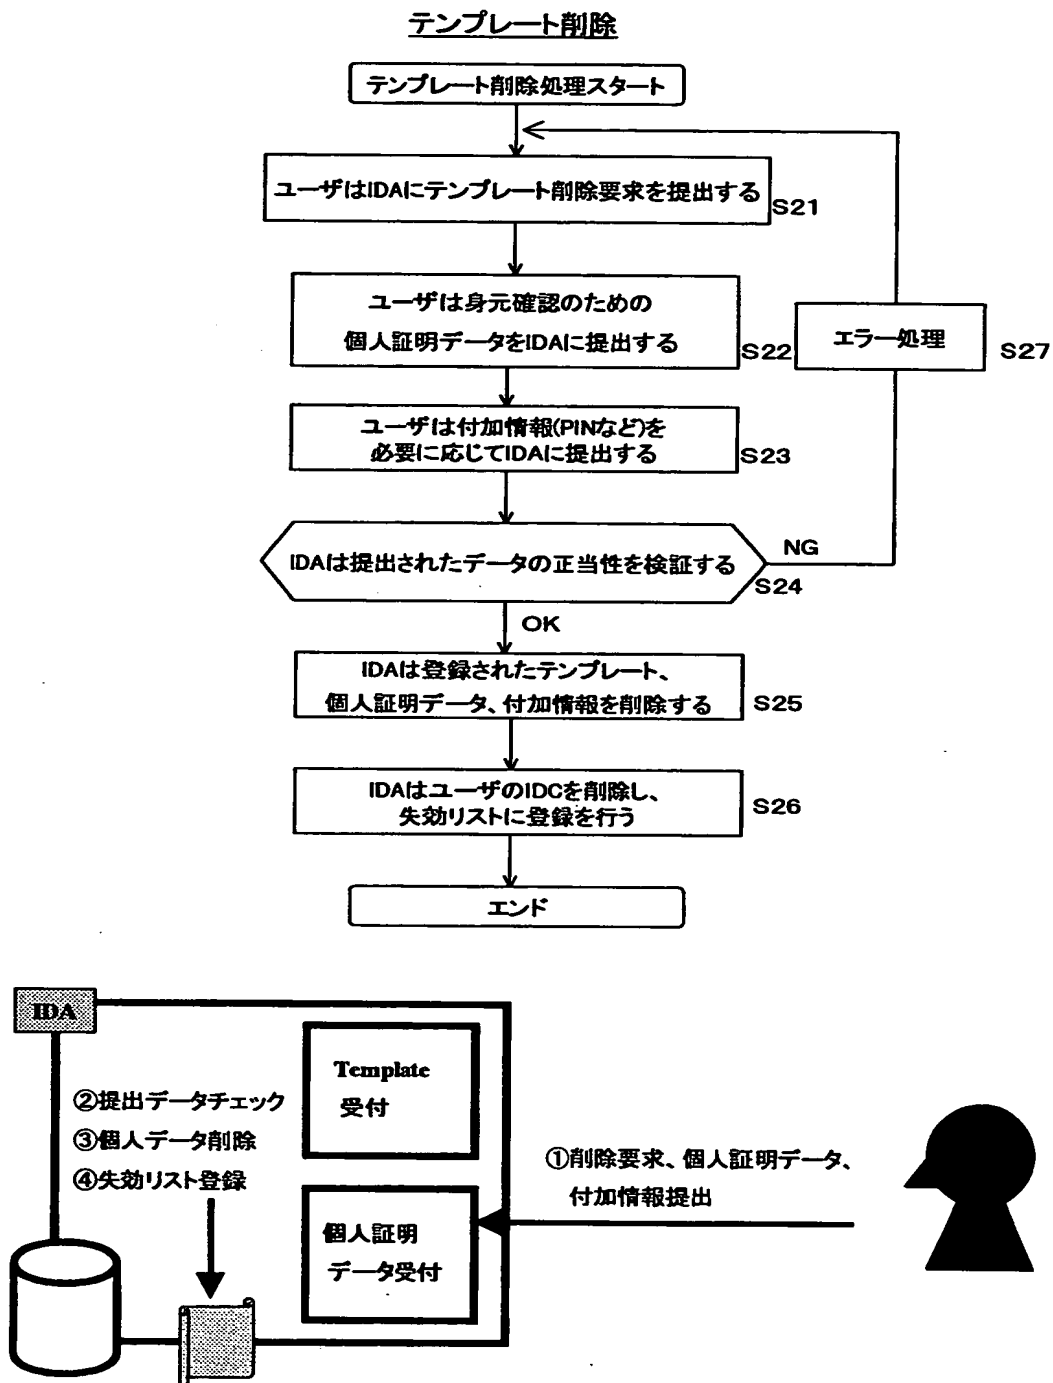 テンプレート削除
テンプレート削除処理スタート
ユーザはIDAにテンプレート削除要求を提出する
S21
ユーザは身元確認のための
個人証明データをIDAに提出する
S22
エラー処理
S27
ユーザは付加情報(PINなど)を
必要に応じてIDAに提出する
S23
IDAは提出されたデータの正当性を検証する
NG
S24
OK
IDAは登録されたテンプレート、
個人証明データ、付加情報を削除する
S25
IDAはユーザのIDCを削除し、
失効リストに登録を行う
S26
エンド
IDA
Template
受付
②提出データチェック
③個人データ削除
④失効リスト登録
①削除要求、個人証明データ、
付加情報提出
個人証明
データ受付